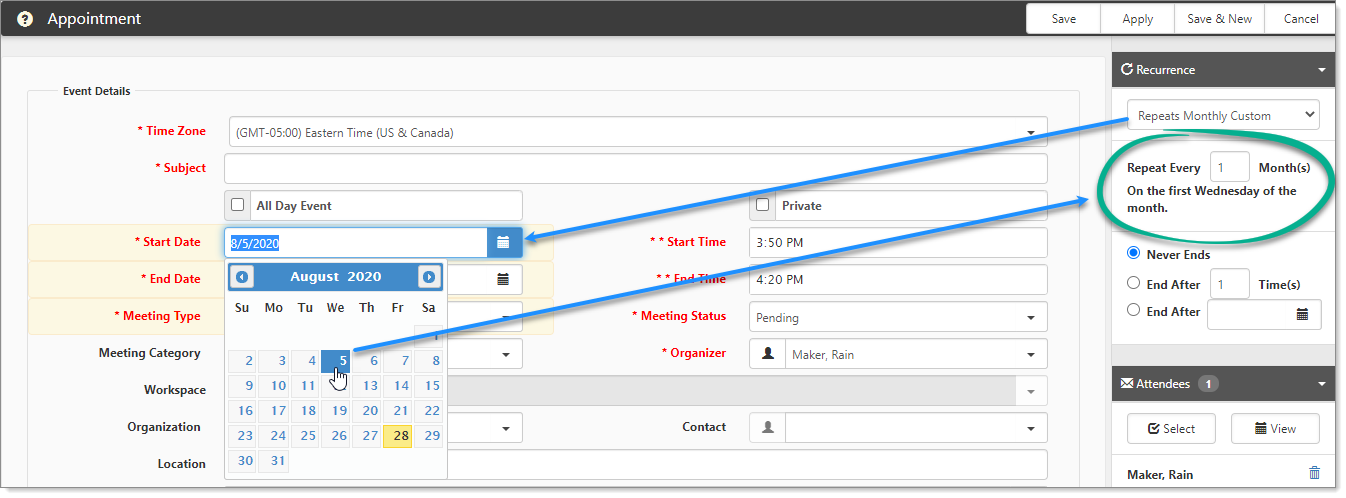 ? Appointment
Save Apply Save & New Cancel
Recurrence
Event Details
* Time Zone (GMT-05:00) Eastern Time (US & Canada)
Repeats Monthly Custom
* Subject
Repeat Every 1 Month(s)
On the first Wednesday of the
month.
All Day Event Private
* Start Date 8/5/2020 * * Start Time 3:50 PM
Never Ends
* End Date * * End Time 4:20 PM
End After 1 Time(s)
End After
August 2020
Su Mo Tu We Th Fr Sa
2 3 4 5 6 7 8
9 10 11 13 14 15
16 17 18 19 20 21 22
23 24 25 26 27 28 29
30 31
* Meeting Type * Meeting Status Pending
Meeting Category * Organizer Maker, Rain
Workspace
Organization Contact
Location
Attendees 1
Select View
Maker, Rain